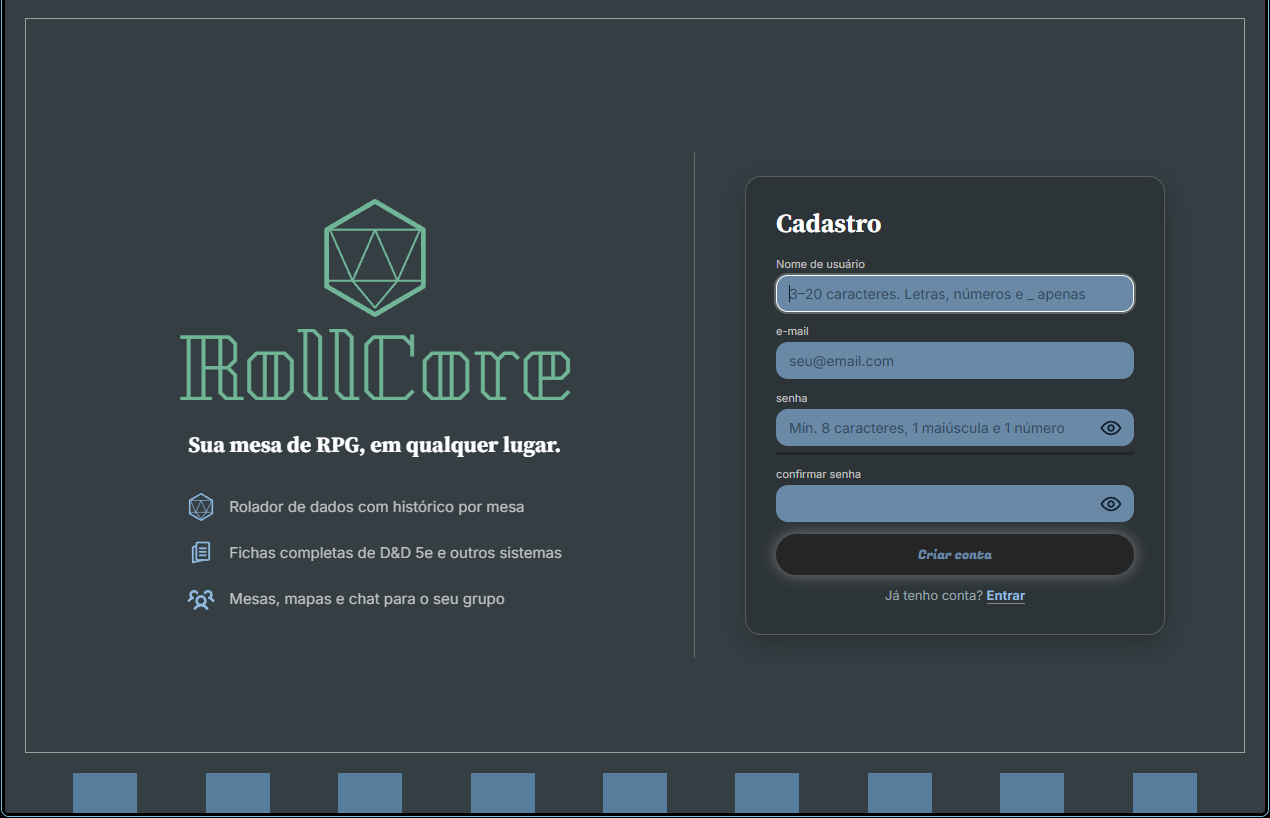 RollCore
Sua mesa de RPG, em qualquer lugar.
Rolador de dados com histórico por mesa
Fichas completas de D&D 5e e outros sistemas
Mesas, mapas e chat para o seu grupo
Cadastro
Nome de usuário
3–20 caracteres. Letras, números e _ apenas
e-mail
seu@email.com
senha
Mín. 8 caracteres, 1 maiúscula e 1 número
confirmar senha
Criar conta
Já tenho conta? Entrar